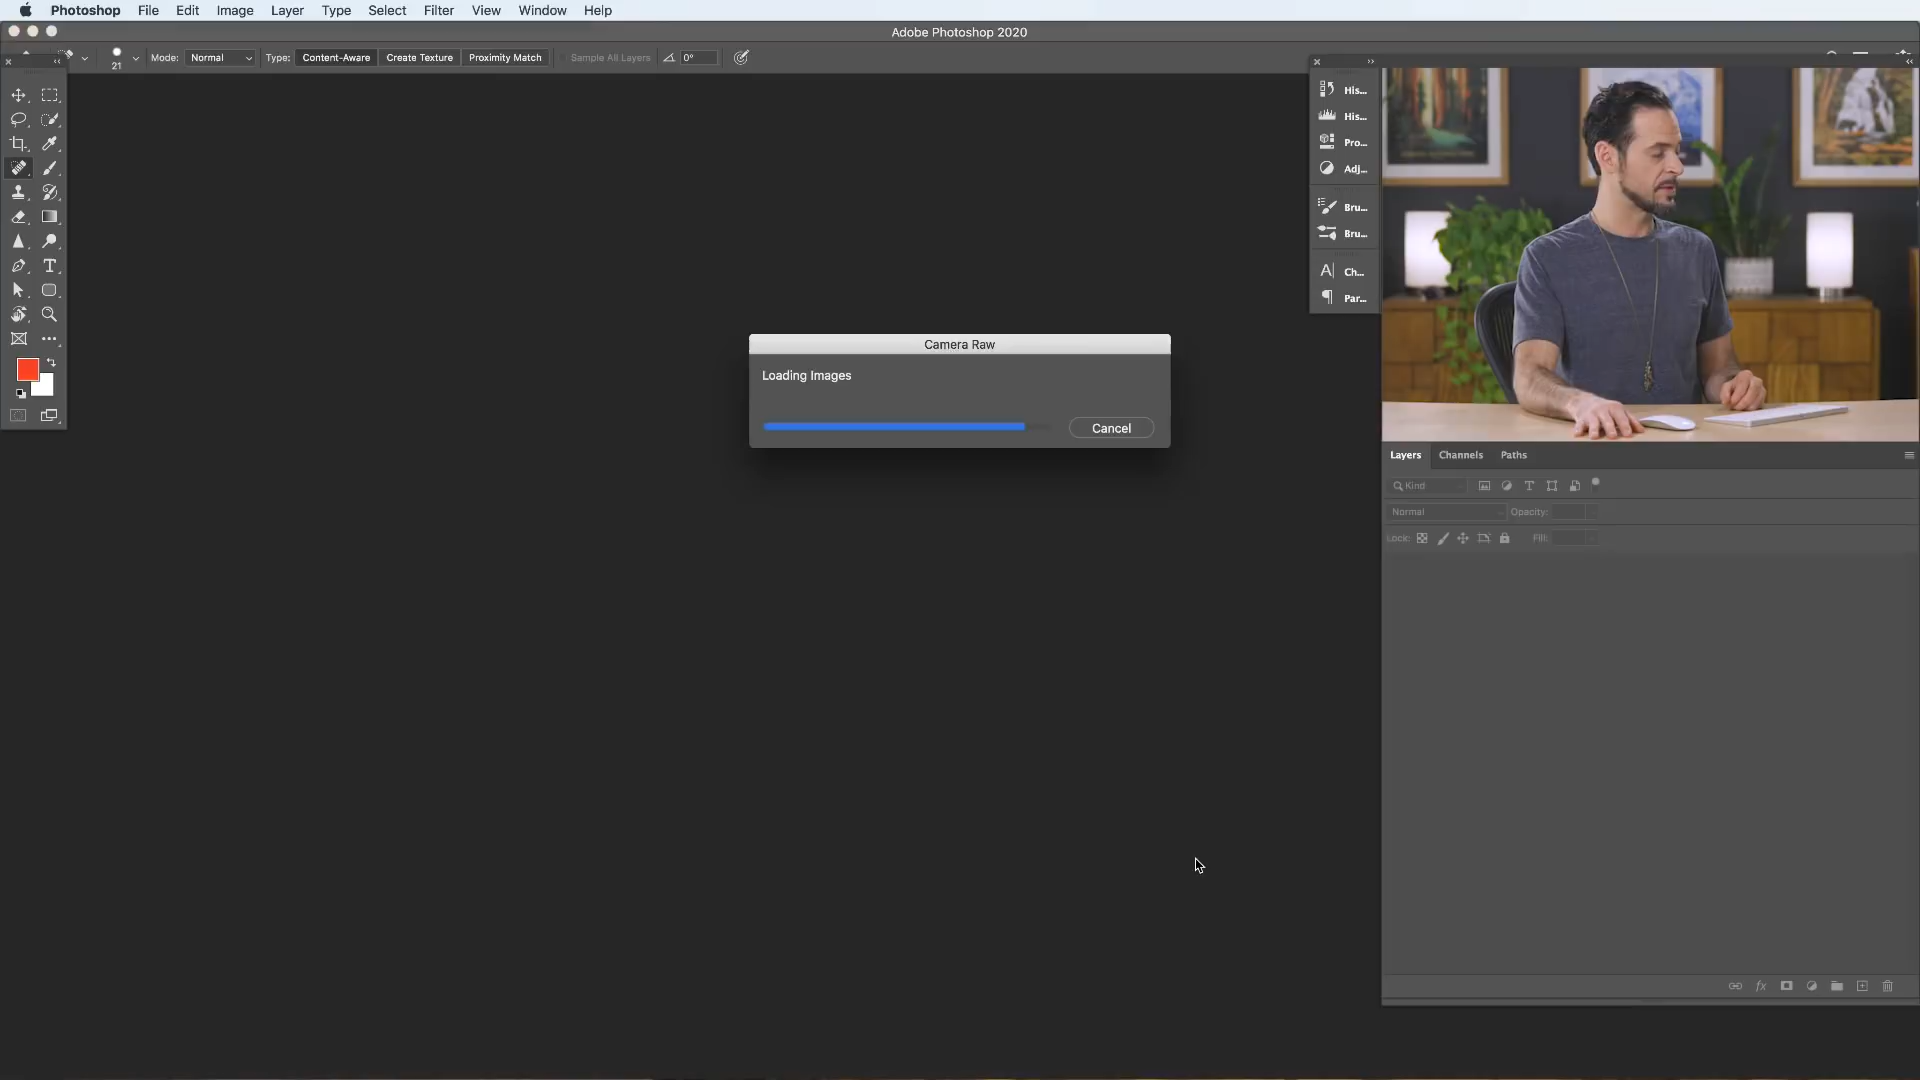 Photoshop File Edit Image Layer Type Select Filter View Window Help
Adobe Photoshop 2020
21 Mode: Normal Type: Content-Aware Create Texture Proximity Match Sample All Layers 0°
His...
His...
Pro...
Adj...
Bru...
Bru...
Ch...
Par...
Camera Raw
Loading Images
Cancel
Layers Channels Paths
Kind
Normal Opacity:
Lock: Fill: